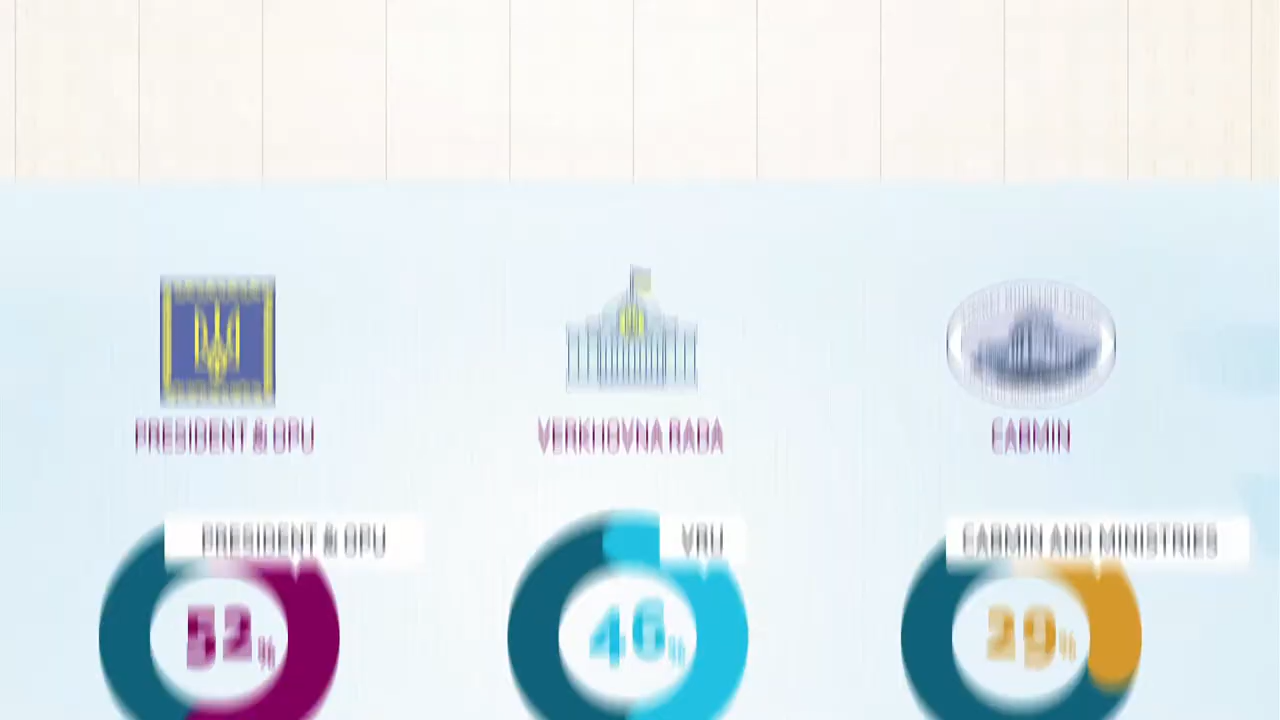 PRESIDENT & OPU
VERKHOVNA RADA
CABMIN
PRESIDENT & OPU
VRU
CABMIN AND MINISTRIES
52%
46%
29%